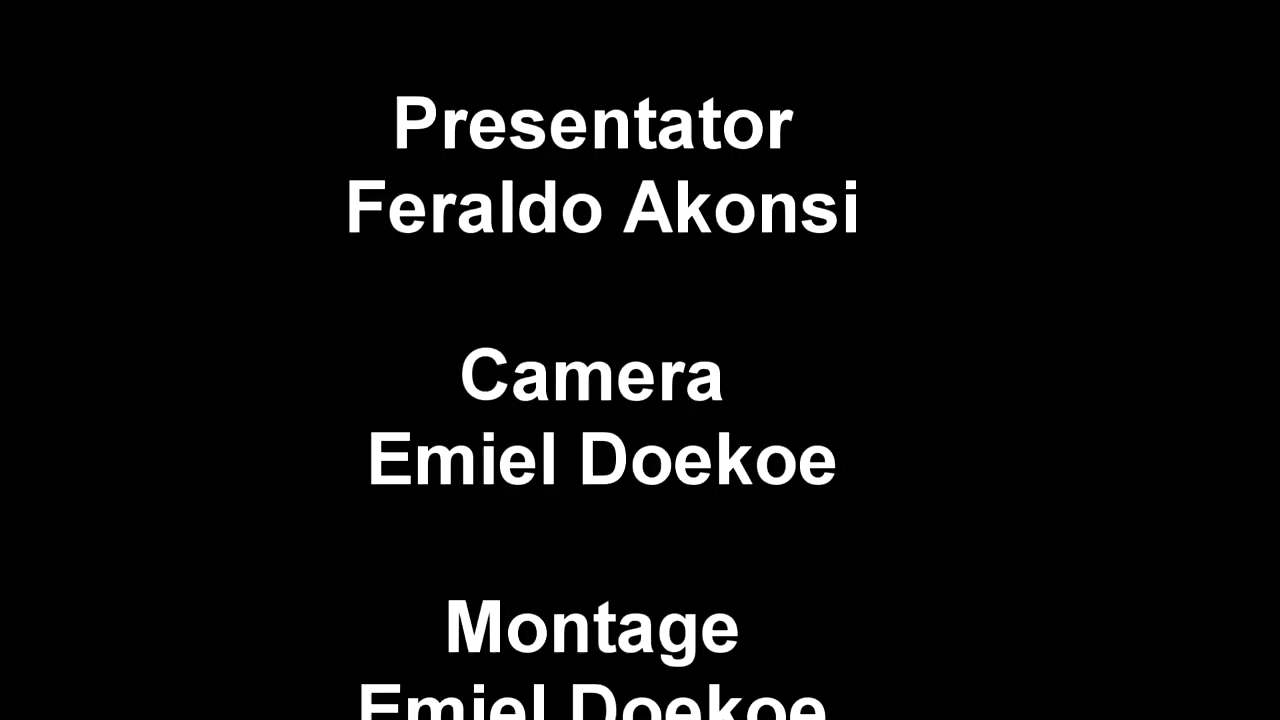 Presentator
Feraldo Akonsi
Camera
Emiel Doekoe
Montage
Emiel Doekoe